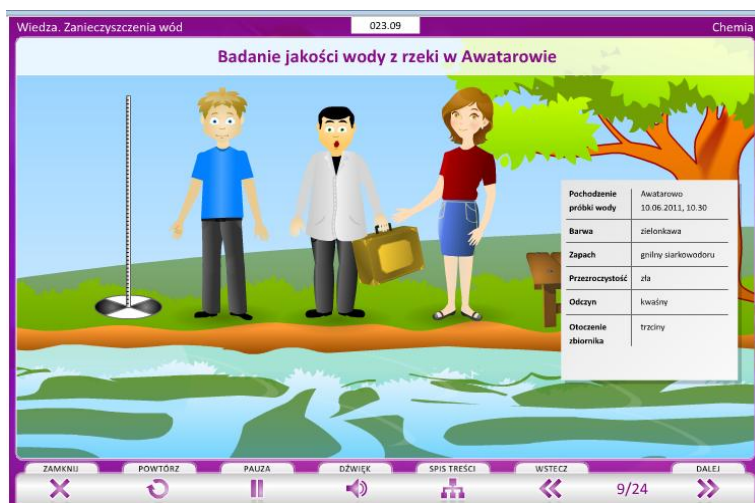 Wiedza. Zanieczyszczenia wód
023.09
Chemia
Badanie jakości wody z rzeki w Awatarowie
Pochodzenie próbki wody
Awatarowo
10.06.2011, 10.30
Barwa zielonkawa
Zapach gnilny siarkowodoru
Przezroczystość zła
Odczyn kwaśny
Otoczenie zbiornika
trzciny
ZAMKNIJ
POWTÓRZ
PAUZA
DŹWIĘK
SPIS TREŚCI
WSTECZ
DALEJ
9/24